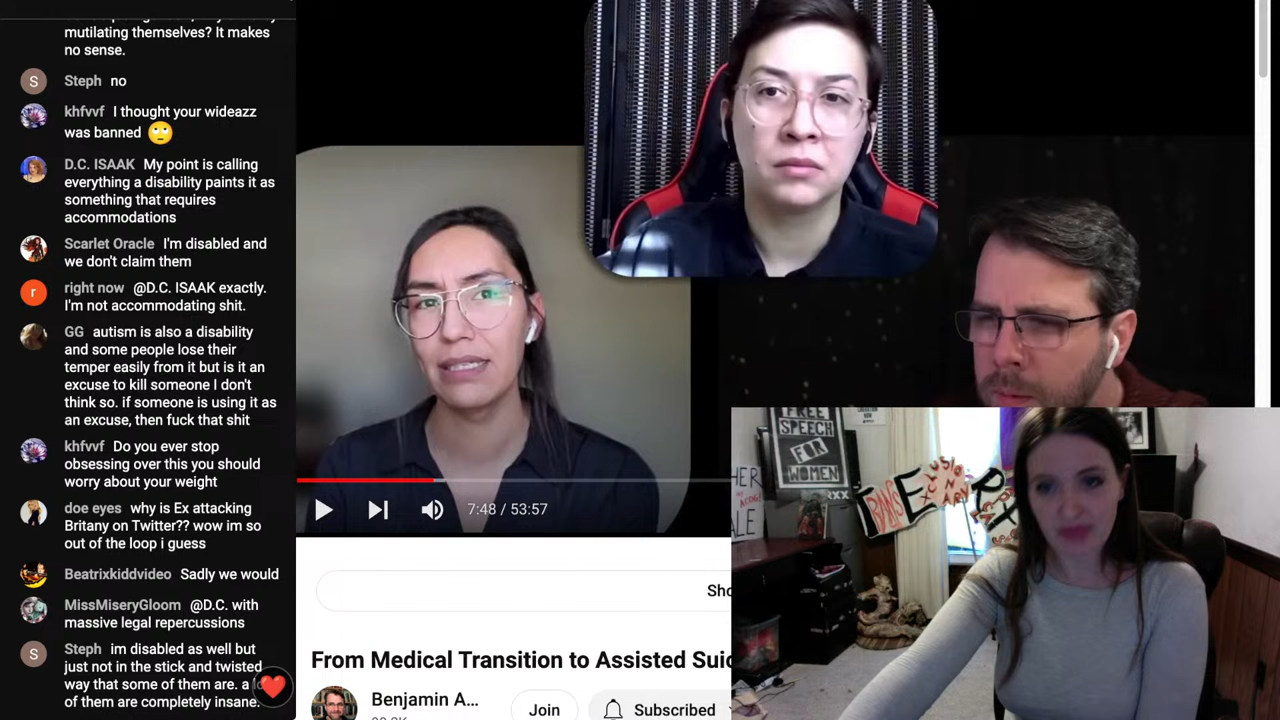 mutilating themselves? It makes
no sense.
S
Steph no
khfvvf I thought your wideazz
was banned 🙄
D.C. ISAAK My point is calling
everything a disability paints it as
something that requires
accommodations
Scarlet Oracle I'm disabled and
we don't claim them
r
right now @D.C. ISAAK exactly.
I'm not accommodating shit.
GG autism is also a disability
and some people lose their
temper easily from it but is it an
excuse to kill someone I don't
think so. if someone is using it as
an excuse, then fuck that shit
khfvvf Do you ever stop
obsessing over this you should
worry about your weight
doe eyes why is Ex attacking
Britany on Twitter?? wow im so
out of the loop i guess
Beatrixkiddvideo Sadly we would
MissMiseryGloom @D.C. with
massive legal repercussions
S
Steph im disabled as well but
just not in the stick and twisted
way that some of them are. a
of them are completely insane.
7:48 / 53:57
Sho
From Medical Transition to Assisted Suic
Benjamin A...
Join
Subscribed
FREE
SPEECH
FOR
WOMEN
XX
HER
ALE